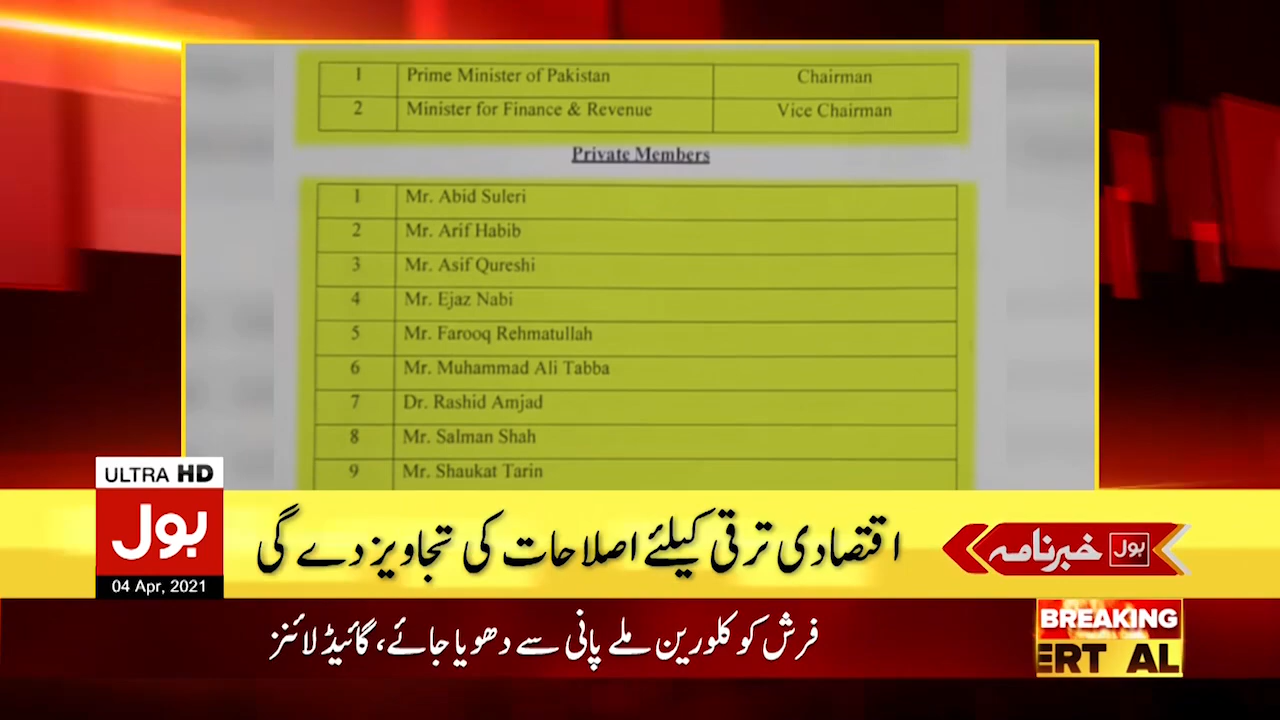 1 Prime Minister of Pakistan Chairman
2 Minister for Finance & Revenue Vice Chairman
Private Members
1 Mr. Abid Suleri
2 Mr. Arif Habib
3 Mr. Asif Qureshi
4 Mr. Ejaz Nabi
5 Mr. Farooq Rehmatullah
6 Mr. Muhammad Ali Tabba
7 Dr. Rashid Amjad
8 Mr. Salman Shah
9 Mr. Shaukat Tarin
ULTRA HD
بول
04 Apr, 2021
اقتصادی ترقی کیلئے اصلاحات کی تجاویز دے گی
بول خبرنامہ
فرش کو کلورین ملے پانی سے دھویا جائے، گائیڈ لائنز
BREAKING
ERT AL